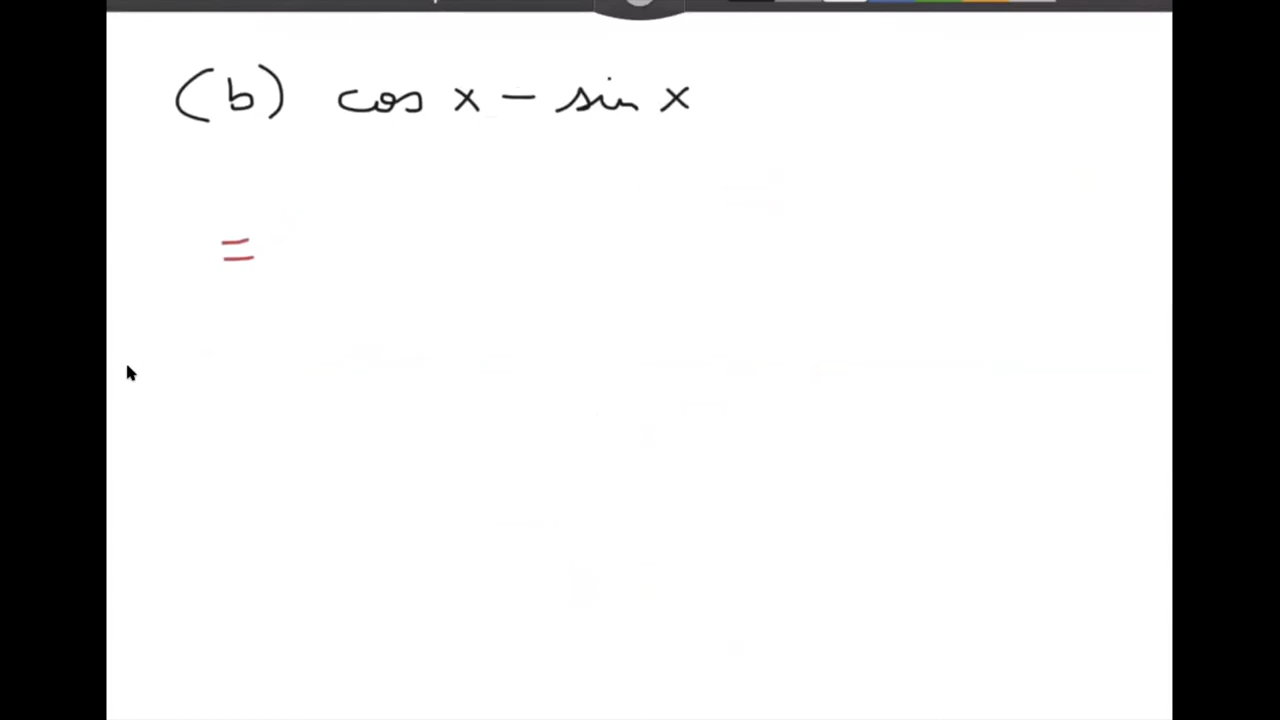 (b) cos x - sin x
=